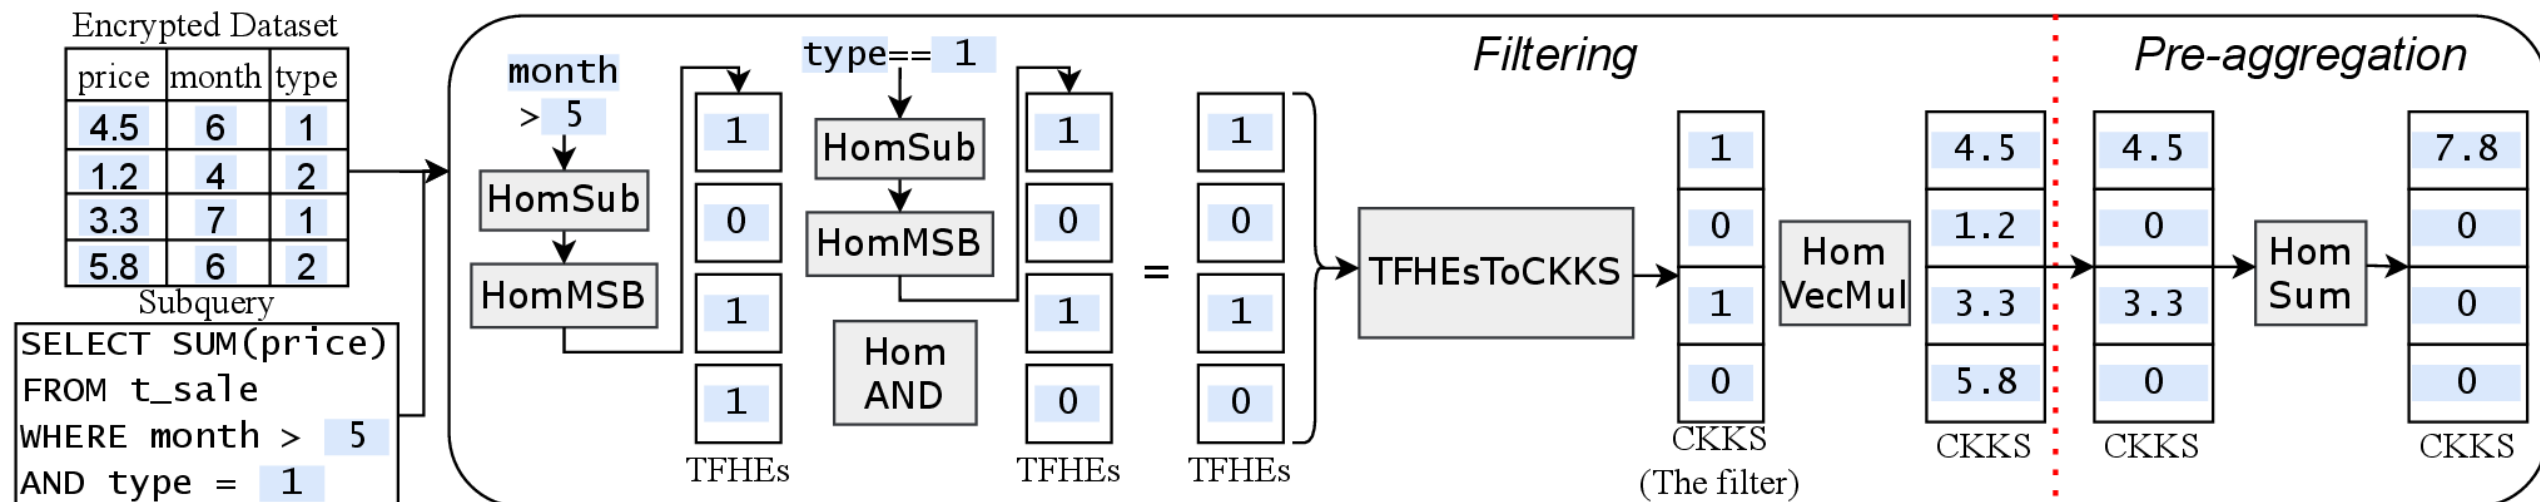 Encrypted Dataset
price month type
4.5 6 1
1.2 4 2
3.3 7 1
5.8 6 2
Subquery
SELECT SUM(price)
FROM t_sale
WHERE month > 5
AND type = 1
month
> 5
HomSub
HomMSB
1
0
1
1
TFHEs
type== 1
HomSub
HomMSB
Hom
AND
1
0
1
0
TFHEs
=
1
0
1
0
TFHEs
TFHEsToCKKS
Filtering
1
0
1
0
CKKS
(The filter)
Hom
VecMul
4.5
1.2
3.3
5.8
CKKS
Pre-aggregation
4.5
0
3.3
0
CKKS
Hom
Sum
7.8
0
0
0
CKKS